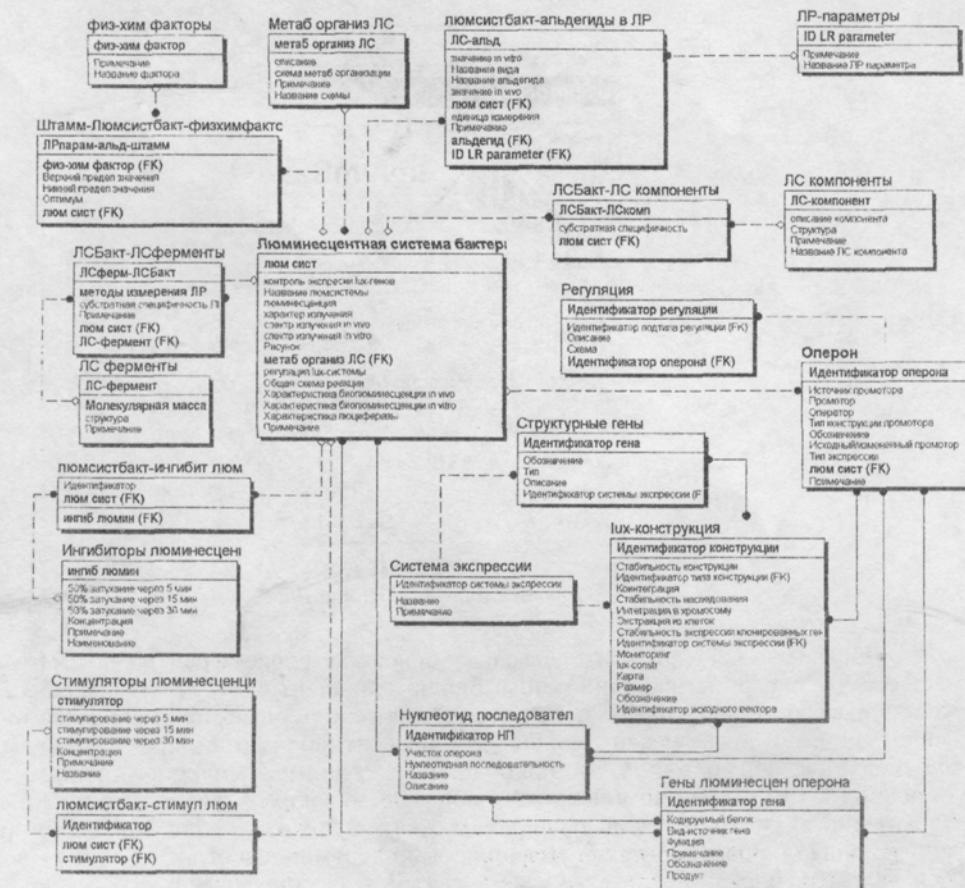 физ-хим факторы
физ-хим фактор
Примечание
Название фактора
Метаб организ ЛС
метаб организ ЛС
описание
схема метаб организации
Примечание
Название схемы
люмсистбакт-альдегиды в ЛР
ЛС-альд
значение in vitro
Название вида
Название альдегида
значение in vivo
люм сист (FK)
единица измерения
Примечание
альдегид (FK)
ID LR parameter (FK)
ЛР-параметры
ID LR parameter
Примечание
Название ЛР параметра
Штамм-Люмсистбакт-физхимфактс
ЛРпарам-альд-штамм
физ-хим фактор (FK)
Верхний предел значения
Нижний предел значения
Оптимум
люм сист (FK)
ЛСБакт-ЛС компоненты
ЛСБакт-ЛСкомп
субстратная специфичность
люм сист (FK)
ЛС компоненты
ЛС-компонент
описание компонента
Структура
Примечание
Название ЛС компонента
ЛСБакт-ЛСферменты
ЛСферм-ЛСБакт
методы измерения ЛР
субстратная специфичность
Примечание
люм сист (FK)
ЛС-фермент (FK)
Люминесцентная система бактер
люм сист
контроль экспресии lux-генов
Название люмсистемы
люминесценция
характер излучения
спектр излучения in vivo
спектр излучения in vitro
Рисунок
метаб организ ЛС (FK)
регуляция lux-системы
Общая схема реакции
Характеристика биолюминесценции in vivo
Характеристика биолюминесценции in vitro
Характеристика люциферазы
Примечание
Регуляция
Идентификатор регуляции
Идентификатор подтипа регуляции (FK)
Описание
Схема
Идентификатор оперона (FK)
Оперон
Идентификатор оперона
Источник промотора
Промотор
Оператор
Тип конструкции промотора
Обозначение
Исходный/измененный промотор
Тип экспрессии
люм сист (FK)
Примечание
ЛС ферменты
ЛС-фермент
Молекулярная масса
структура
Примечание
Структурные гены
Идентификатор гена
Обозначение
Тип
Описание
Идентификатор системы экспрессии (F
люмсистбакт-ингибит люм
Идентификатор
люм сист (FK)
ингиб люмин (FK)
lux-конструкция
Идентификатор конструкции
Стабильность конструкции
Идентификатор типа конструкции (FK)
Коинтеграция
Стабильность наследования
Интеграция в хромосому
Экстракция из клеток
Стабильность экспрессия клонированных ген
Идентификатор системы экспрессии (FK)
Мониторинг
lux constr
Карта
Размер
Обозначение
Идентификатор исходного вектора
Ингибиторы люминесцен
ингиб люмин
50% затухание через 5 мин
50% затухание через 15 мин
50% затухание через 30 мин
Концентрация
Примечание
Наименование
Система экспрессии
Идентификатор системы экспрессии
Название
Примечание
Стимуляторы люминесценци
стимулятор
стимулирование через 5 мин
стимулирование через 15 мин
стимулирование через 30 мин
Концентрация
Примечание
Название
Нуклеотид последовател
Идентификатор НП
Участок оперона
Нуклеотидная последовательность
Название
Описание
люмсистбакт-стимул люм
Идентификатор
люм сист (FK)
стимулятор (FK)
Гены люминесцен оперона
Идентификатор гена
Кодируемый белок
Вид-источник гена
Функция
Примечание
Обозначение
Продукт